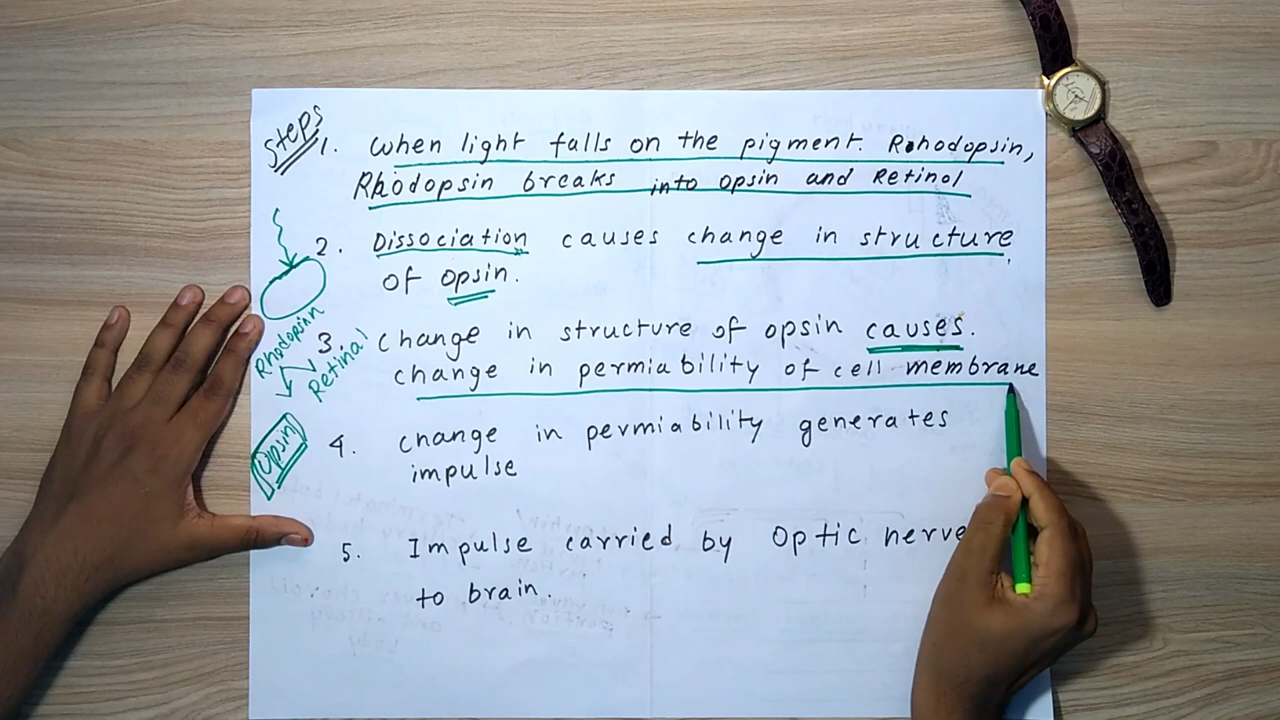 Steps
1. When light falls on the pigment. Rhodopsin,
Rhodopsin breaks into opsin and Retinol
2. Dissociation causes change in structure
of opsin.
3. change in structure of opsin causes.
change in permiability of cell membrane
4. change in permiability generates
impulse
5. Impulse carried by Optic nerve
to brain.
Rhodopsin
Retinal
Opsin